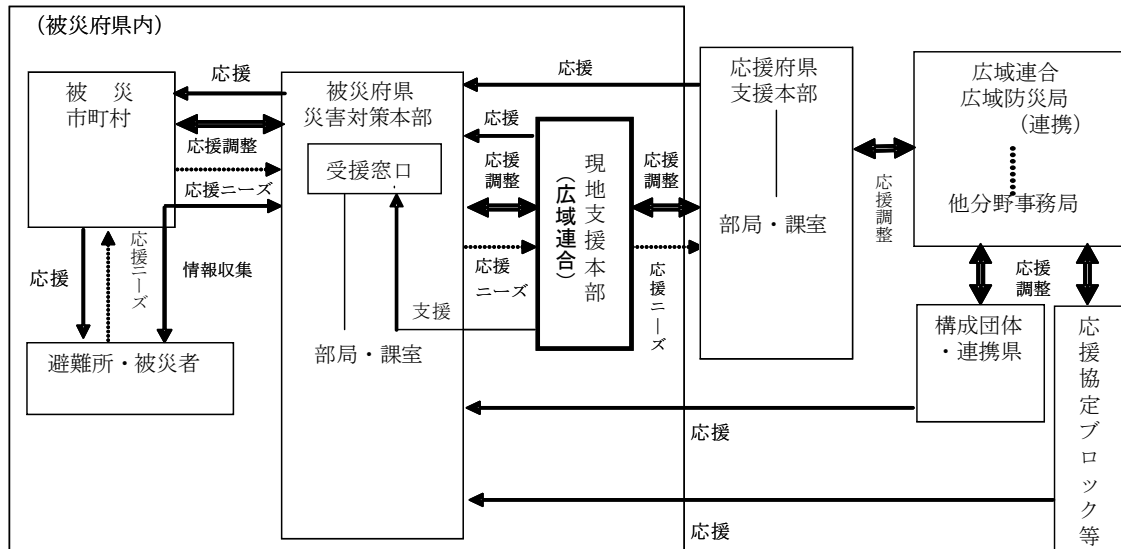 （被災府県内）
被　災
市町村
応援
応援調整
応援ニーズ
応援
応援ニーズ
情報収集
避難所・被災者
被災府県
災害対策本部
受援窓口
部局・課室
応援
応援
応援
調整
応援
ニーズ
支援
現地支援本部
（広域連合）
応援
調整
応援ニーズ
応援府県
支援本部
部局・課室
応援調整
広域連合
広域防災局
（連携）
他分野事務局
応援
調整
構成団体
・連携県
応援協定ブロック等
応援
応援